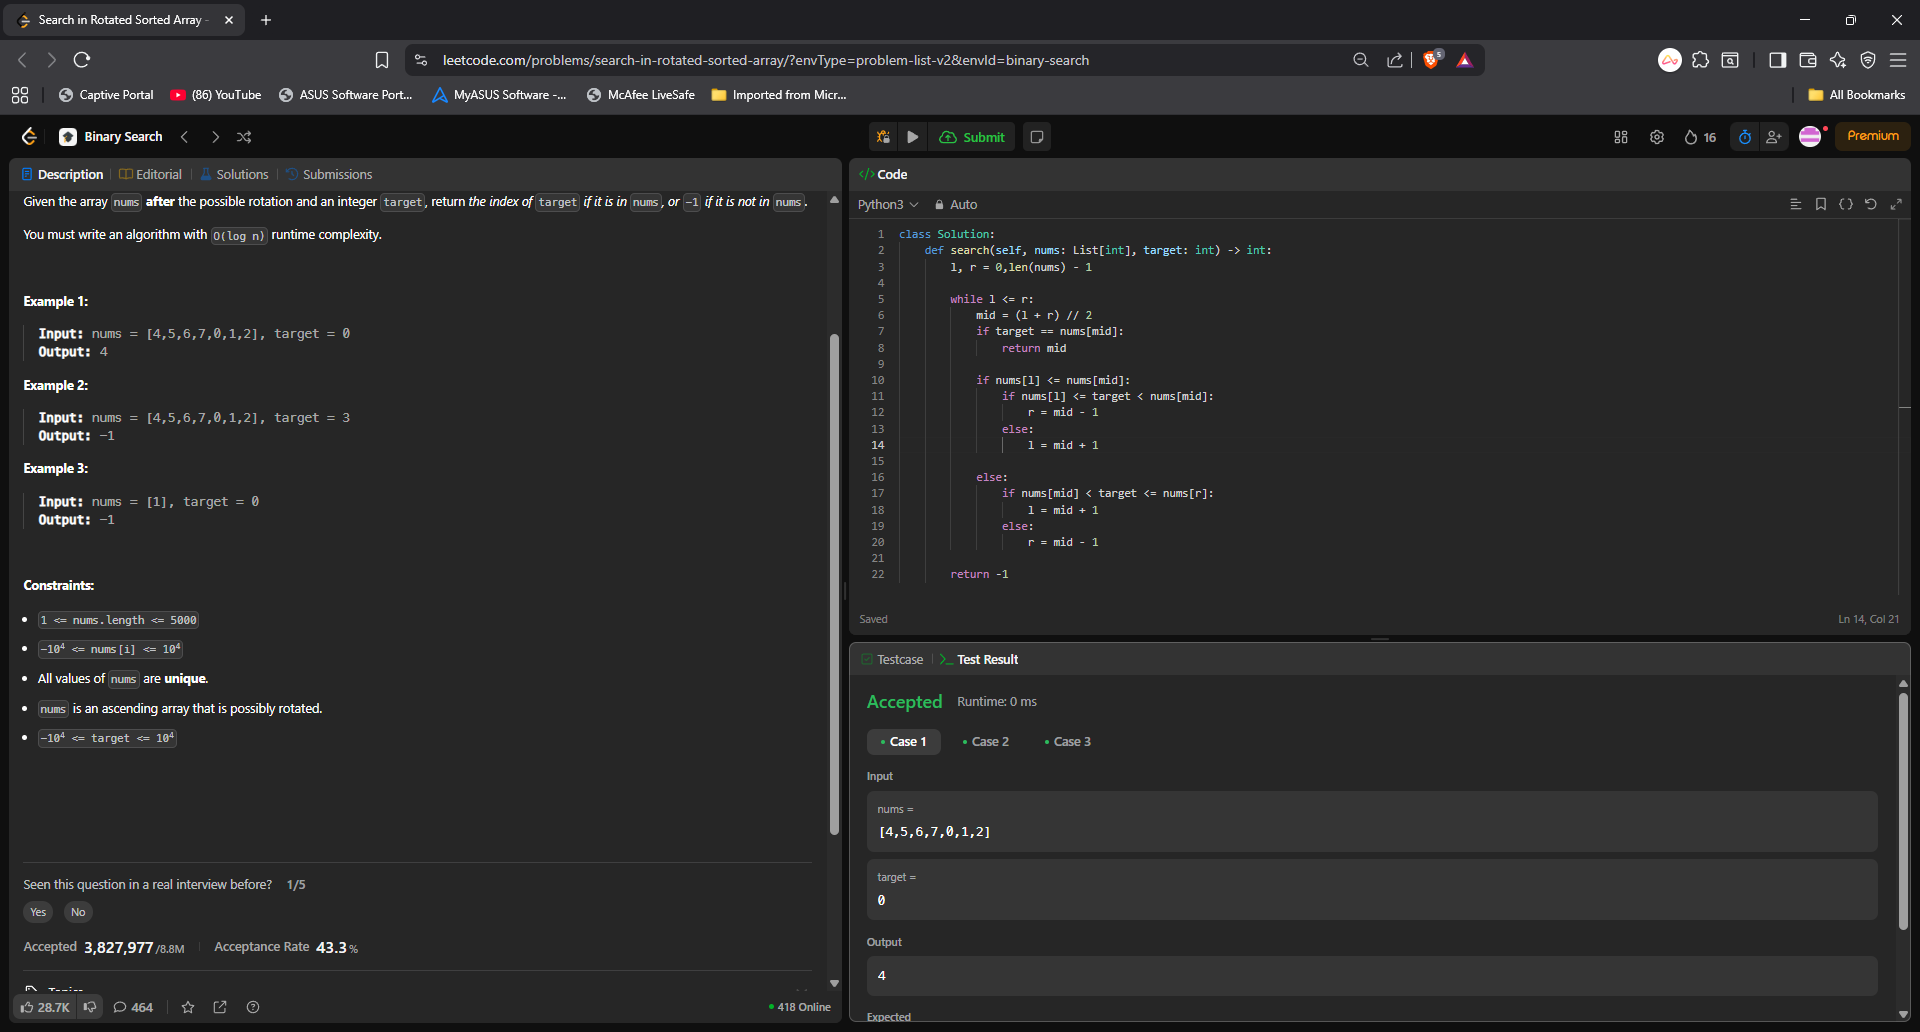 Search in Rotated Sorted Array -
leetcode.com/problems/search-in-rotated-sorted-array/?envType=problem-list-v2&envId=binary-search
5
Captive Portal
(86) YouTube
ASUS Software Port...
MyASUS Software -...
McAfee LiveSafe
Imported from Micr...
All Bookmarks
Binary Search
Submit
16
Premium
Description
Editorial
Solutions
Submissions
Given the array nums after the possible rotation and an integer target, return the index of target if it is in nums, or -1 if it is not in nums.
You must write an algorithm with O(log n) runtime complexity.
Example 1:
Input: nums = [4,5,6,7,0,1,2], target = 0
Output: 4
Example 2:
Input: nums = [4,5,6,7,0,1,2], target = 3
Output: -1
Example 3:
Input: nums = [1], target = 0
Output: -1
Constraints:
1 <= nums.length <= 5000
-10⁴ <= nums[i] <= 10⁴
All values of nums are unique.
nums is an ascending array that is possibly rotated.
-10⁴ <= target <= 10⁴
Seen this question in a real interview before? 1/5
Yes
No
Accepted 3,827,977/8.8M
Acceptance Rate 43.3 %
Topics
28.7K
464
418 Online
</> Code
Python3
Auto
1 class Solution:
2     def search(self, nums: List[int], target: int) -> int:
3         l, r = 0,len(nums) - 1
4
5         while l <= r:
6             mid = (l + r) // 2
7             if target == nums[mid]:
8                 return mid
9
10             if nums[l] <= nums[mid]:
11                 if nums[l] <= target < nums[mid]:
12                     r = mid - 1
13                 else:
14                     l = mid + 1
15
16             else:
17                 if nums[mid] < target <= nums[r]:
18                     l = mid + 1
19                 else:
20                     r = mid - 1
21
22         return -1
Saved
Ln 14, Col 21
Testcase
Test Result
Accepted
Runtime: 0 ms
Case 1
Case 2
Case 3
Input
nums =
[4,5,6,7,0,1,2]
target =
0
Output
4
Expected